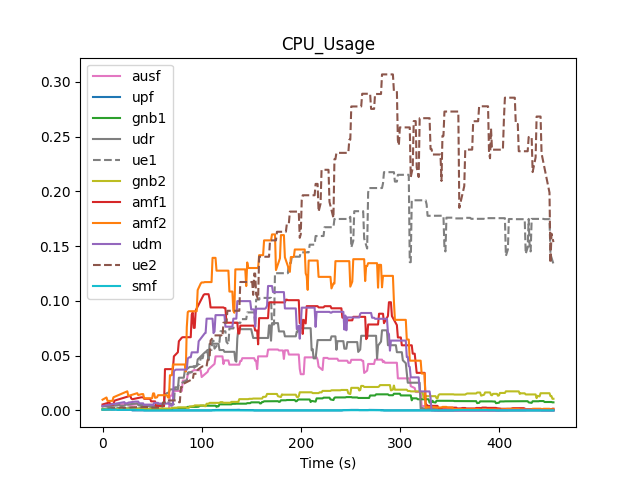 CPU_Usage
ausf
upf
gnb1
udr
ue1
gnb2
amf1
amf2
udm
ue2
smf
0.30
0.25
0.20
0.15
0.10
0.05
0.00
0 100 200 300 400
Time (s)